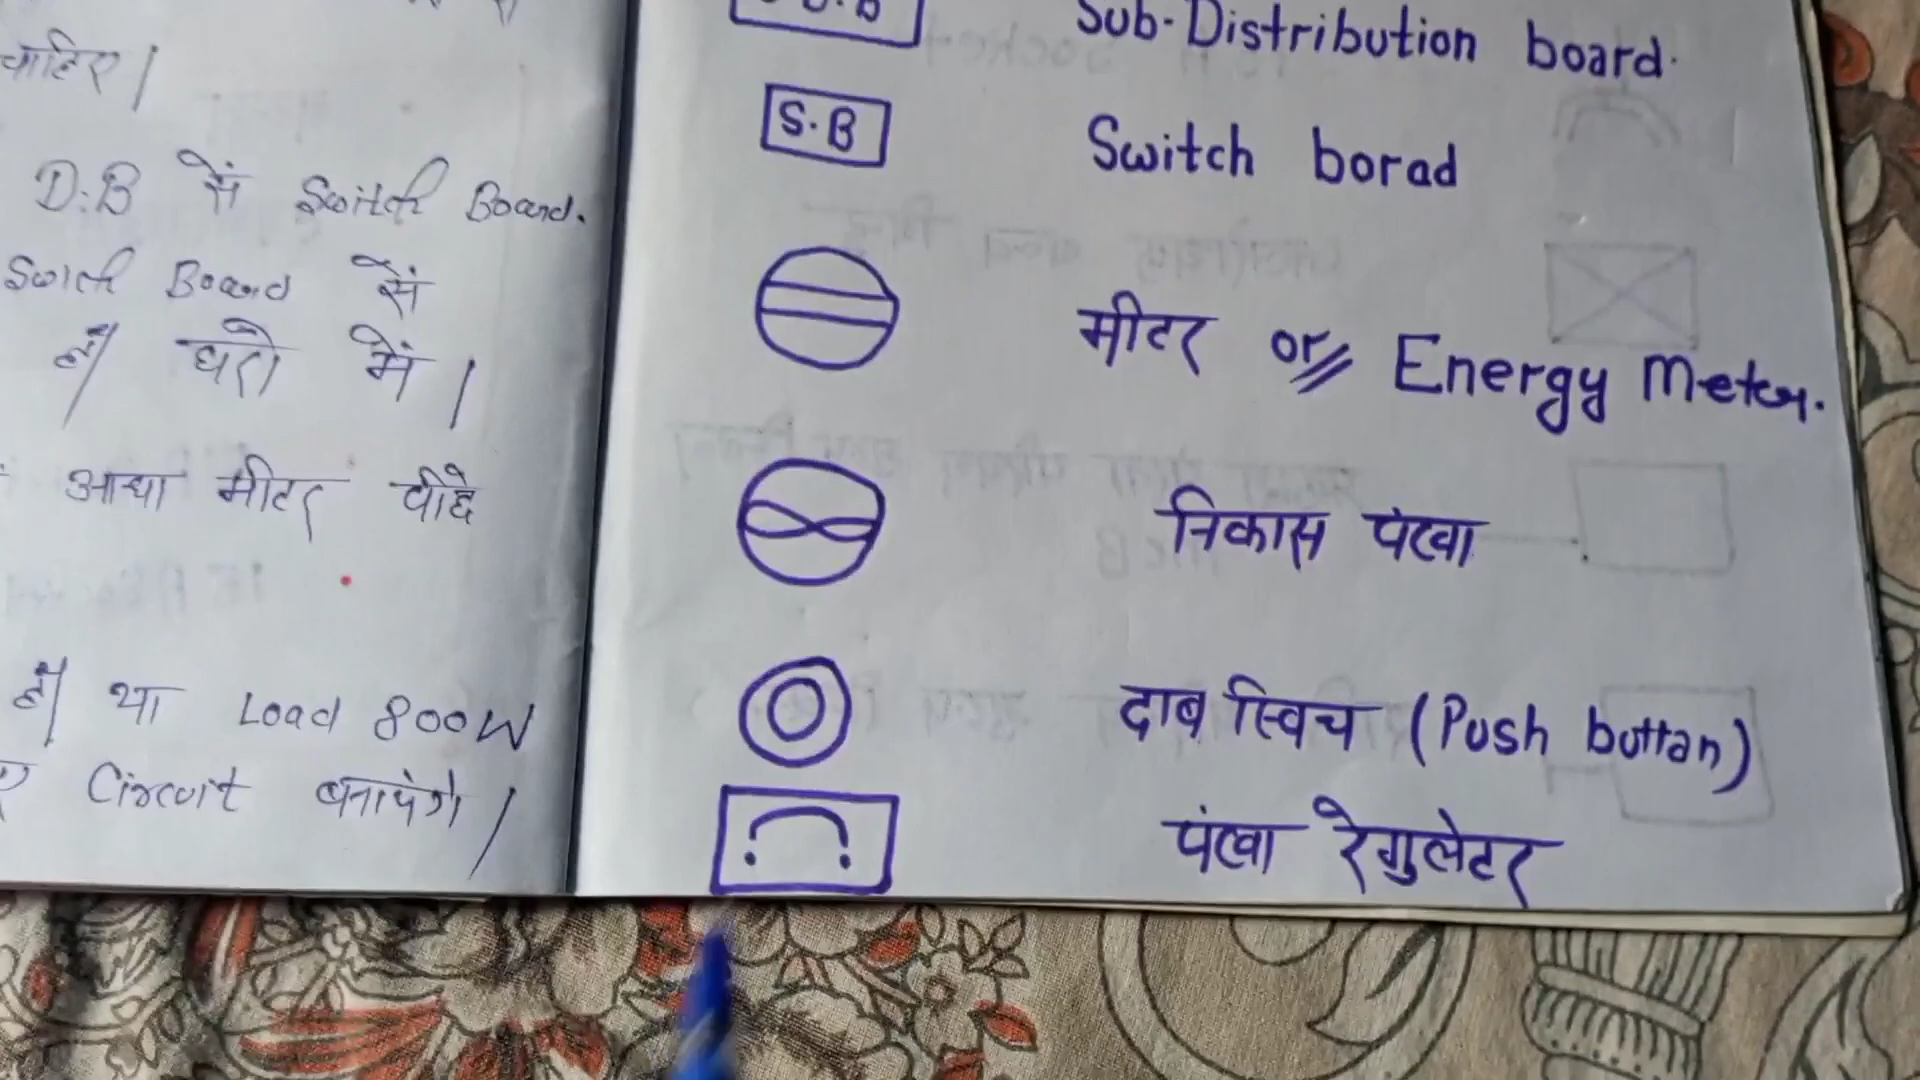 चाहिए।
D.B से Switch Board.
Switch Board से
हैं घरो में।
आधा मीटर पीछे
हैं या Load 800W
Circuit बनायेंगे।
Sub-Distribution board.
S.B Switch borad
मीटर or Energy Meter.
निकास पंखा
दाब स्विच (Push buttan)
पंखा रेगुलेटर